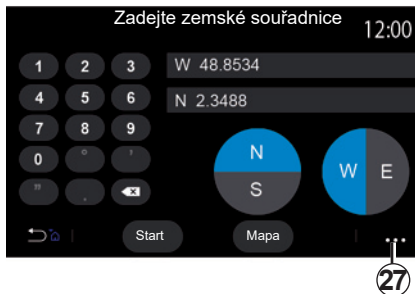 Zadejte zemské souřadnice
12:00
1 2 3
W 48.8534
4 5 6
N 2.3488
7 8 9
0 ° '
" .
N
S
W E
Start
Mapa
...
27